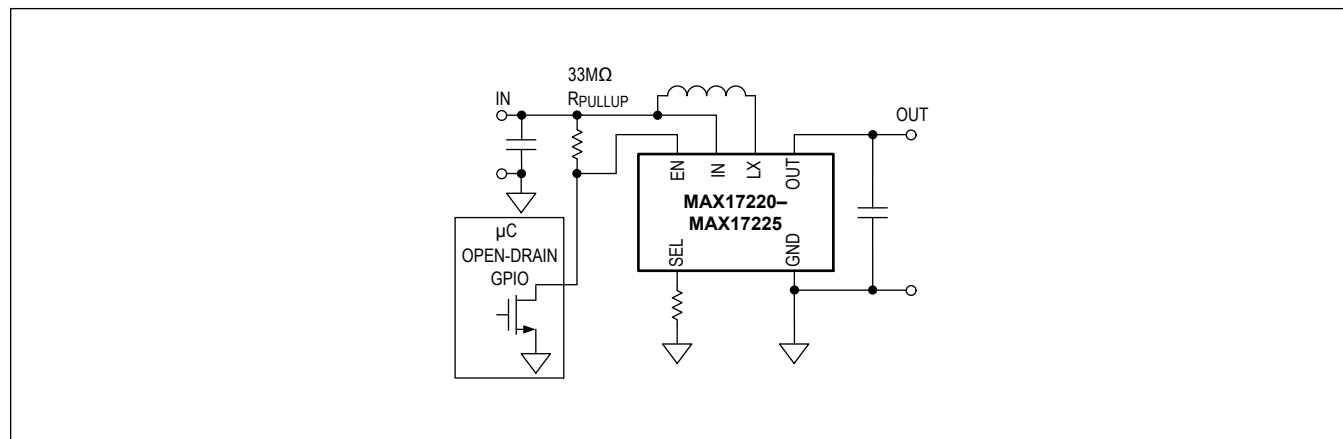 33MΩ
RPULLUP
IN
OUT
EN
IN
LX
OUT
MAX17220–
MAX17225
SEL
GND
µC
OPEN-DRAIN
GPIO